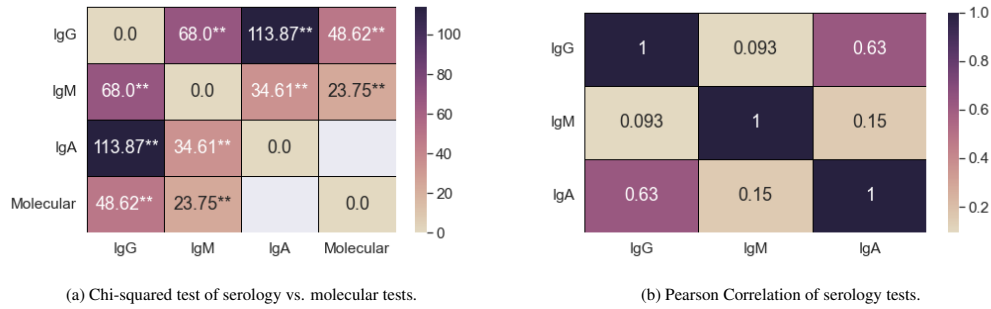 IgG 0.0 68.0** 113.87** 48.62** 100
80
IgM 68.0** 0.0 34.61** 23.75**
60
IgA 113.87** 34.61** 0.0 40
20
Molecular 48.62** 23.75** 0.0
0
IgG IgM IgA Molecular
(a) Chi-squared test of serology vs. molecular tests.
1.0
IgG 1 0.093 0.63
0.8
IgM 0.093 1 0.15 0.6
0.4
IgA 0.63 0.15 1
0.2
IgG IgM IgA
(b) Pearson Correlation of serology tests.